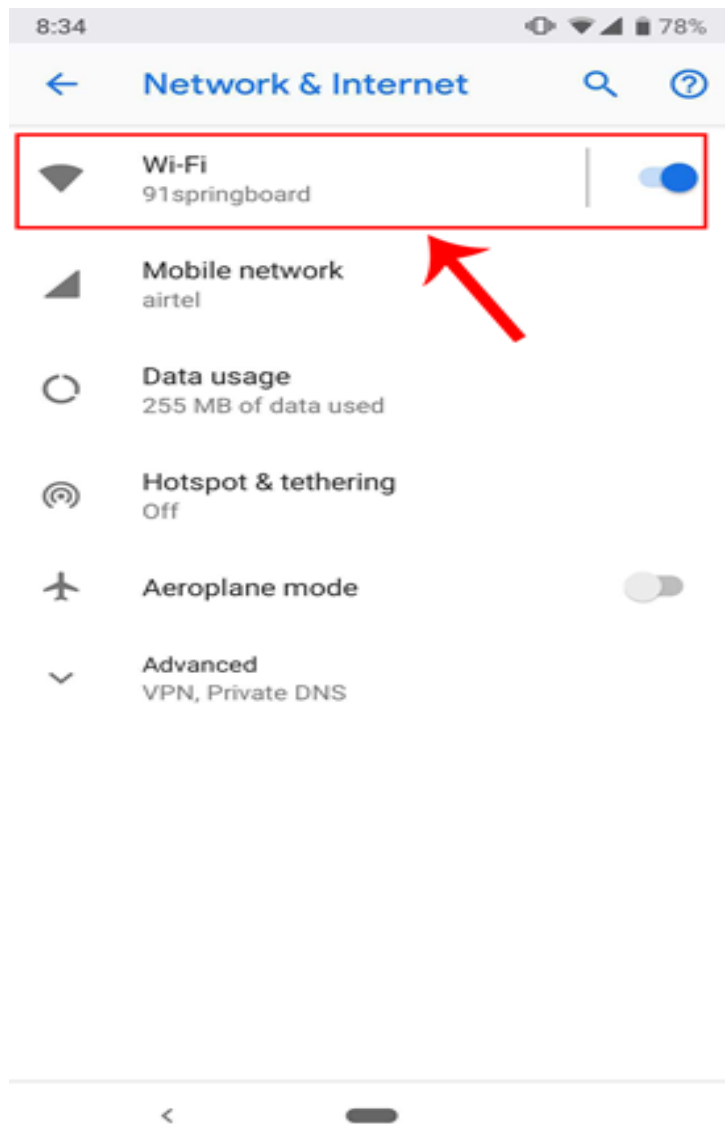 8:34
78%
Network & Internet
Wi-Fi
91springboard
Mobile network
airtel
Data usage
255 MB of data used
Hotspot & tethering
Off
Aeroplane mode
Advanced
VPN, Private DNS